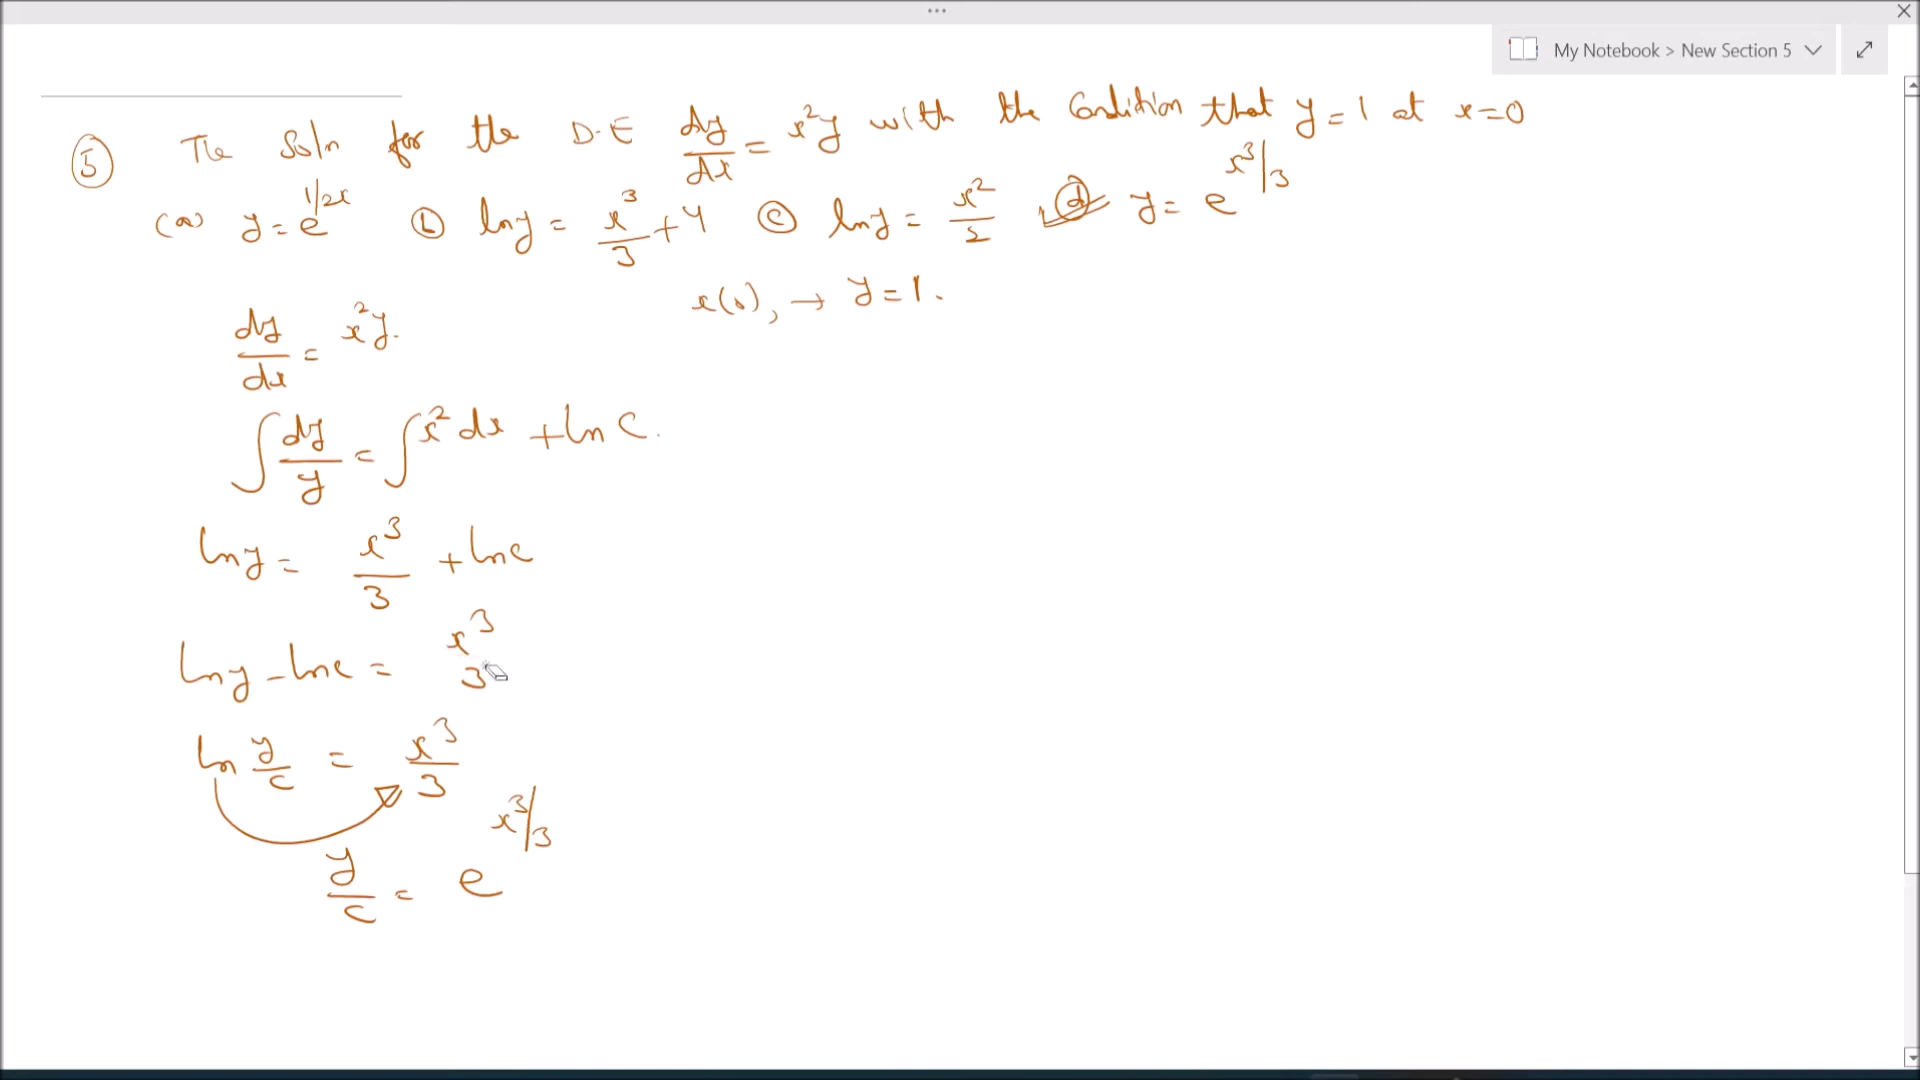 My Notebook > New Section 5
⑤ The Soln for the D.E dy/dx = x²y with the Condition that y=1 at x=0
(a) y = e^(1/2x) ⓑ ln y = x³/3 + 4 ⓒ ln y = x²/2 ⓓ y = e^(x³/3)
x(0), → y = 1.
dy/dx = x²y.
∫ dy/y = ∫ x² dx + ln C.
ln y = x³/3 + ln c
ln y - ln c = x³ 3
ln y/c = x³/3
y/c = e^(x³/3)